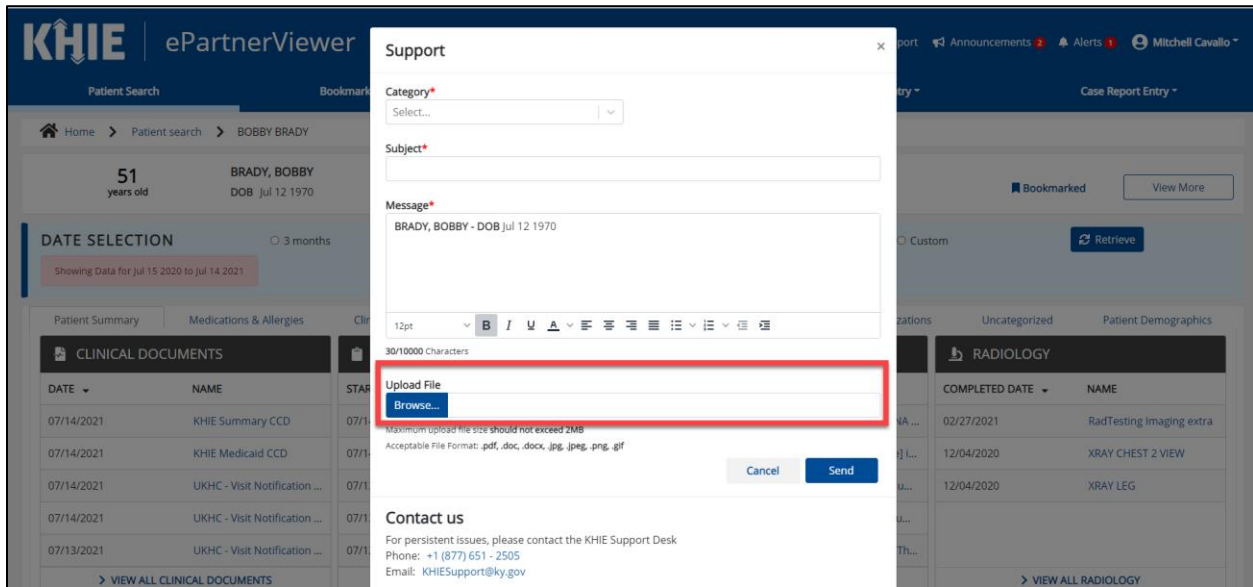 KHIE ePartnerViewer
Announcements 2 Alerts 1 Mitchell Cavallo
Patient Search
Case Report Entry
Home > Patient search > BOBBY BRADY
51
years old
BRADY, BOBBY
DOB Jul 12 1970
Bookmarked
View More
DATE SELECTION
3 months
Custom
Retrieve
Showing Data for Jul 15 2020 to Jul 14 2021
Patient Summary
Medications & Allergies
Uncategorized
Patient Demographics
CLINICAL DOCUMENTS
DATE NAME
07/14/2021 KHIE Summary CCD
07/14/2021 KHIE Medicaid CCD
07/14/2021 UKHC - Visit Notification ...
07/14/2021 UKHC - Visit Notification ...
07/13/2021 UKHC - Visit Notification ...
> VIEW ALL CLINICAL DOCUMENTS
Support
×
Category*
Select...
Subject*
Message*
BRADY, BOBBY - DOB Jul 12 1970
12pt B I U A
30/10000 Characters
Upload File
Browse...
Maximum upload file size should not exceed 2MB
Acceptable File Format: .pdf, .doc, .docx, .jpg, .jpeg, .png, .gif
Cancel
Send
Contact us
For persistent issues, please contact the KHIE Support Desk
Phone: +1 (877) 651 - 2505
Email: KHIESupport@ky.gov
RADIOLOGY
COMPLETED DATE NAME
02/27/2021 RadTesting Imaging extra
12/04/2020 XRAY CHEST 2 VIEW
12/04/2020 XRAY LEG
> VIEW ALL RADIOLOGY